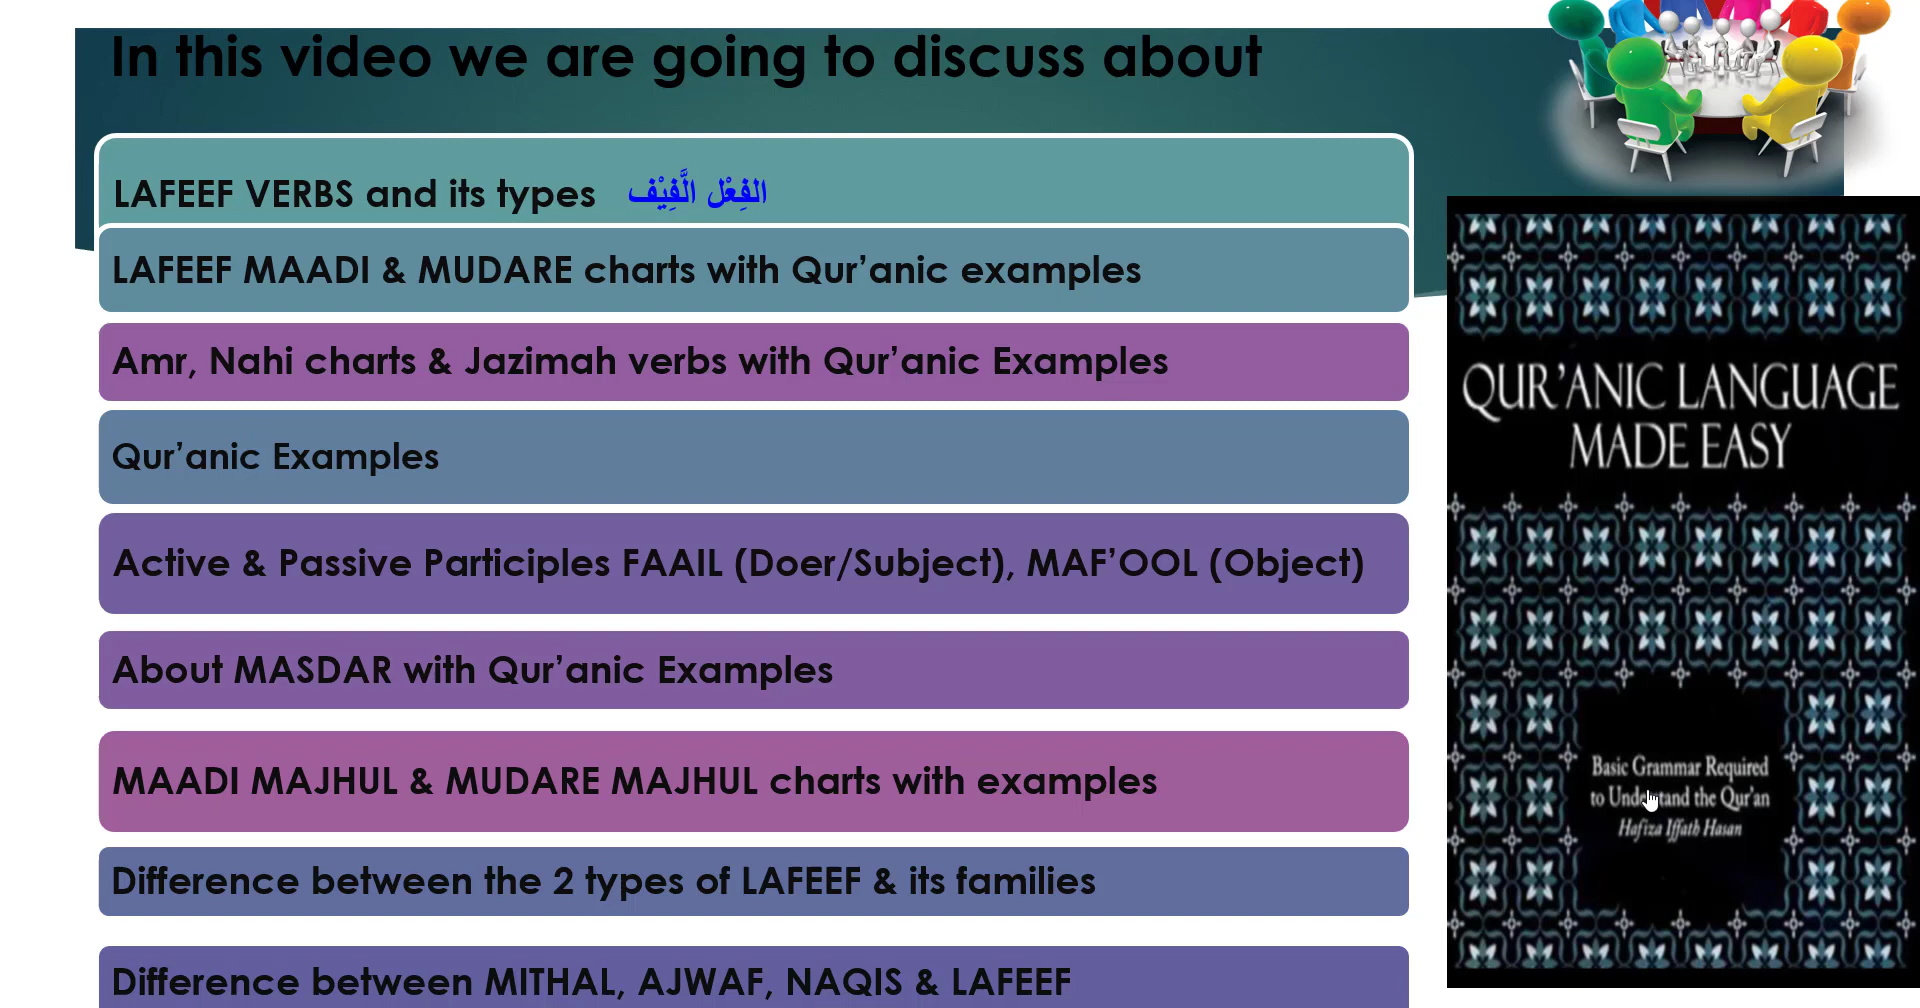 In this video we are going to discuss about
LAFEEF VERBS and its types الفِعْل الَّفِيْف
LAFEEF MAADI & MUDARE charts with Qur’anic examples
Amr, Nahi charts & Jazimah verbs with Qur’anic Examples
Qur’anic Examples
Active & Passive Participles FAAIL (Doer/Subject), MAF’OOL (Object)
About MASDAR with Qur’anic Examples
MAADI MAJHUL & MUDARE MAJHUL charts with examples
Difference between the 2 types of LAFEEF & its families
Difference between MITHAL, AJWAF, NAQIS & LAFEEF
QUR’ANIC LANGUAGE
MADE EASY
Basic Grammar Required
to Understand the Qur’an
Hafiza Iffath Hasan